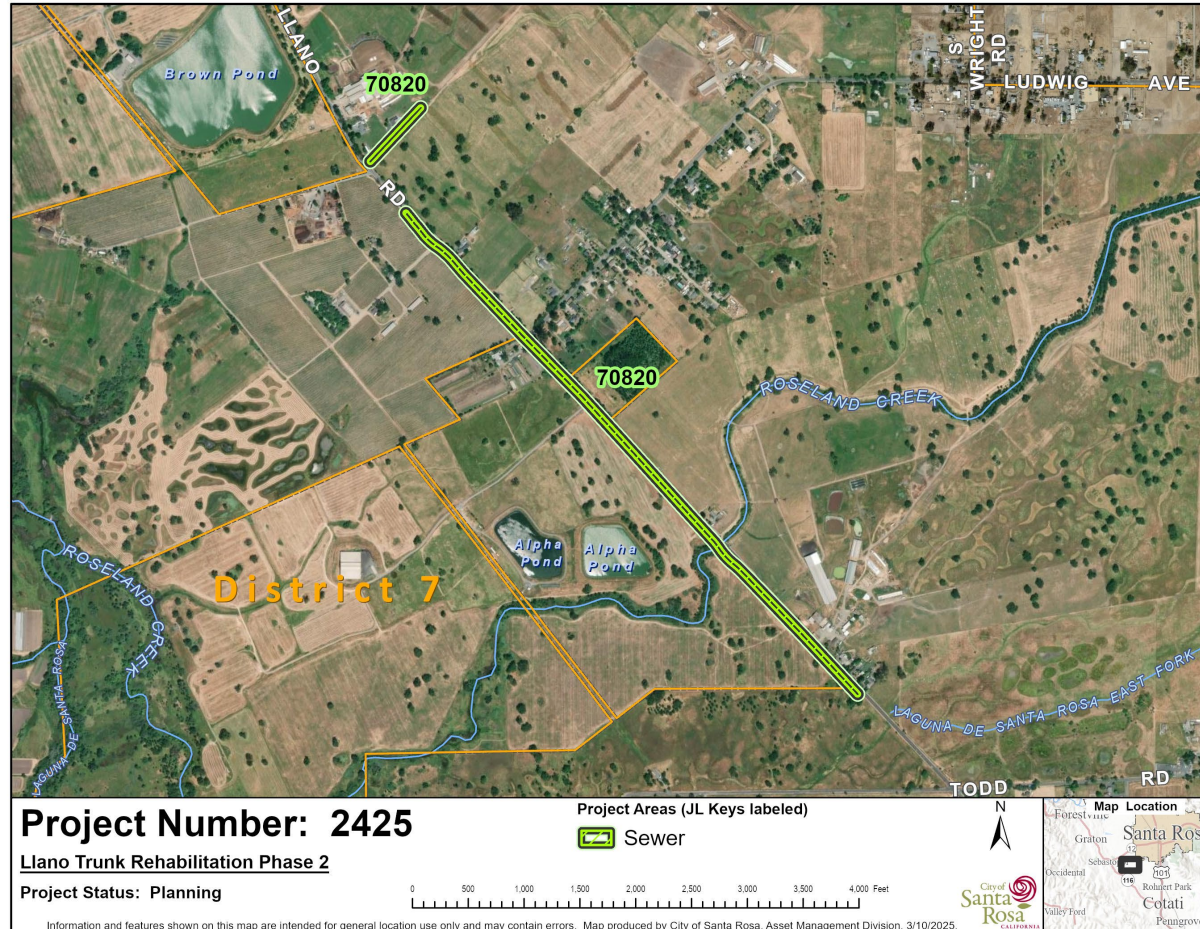 Brown Pond
LLANO
RD
70820
S
WRIGHT
RD
LUDWIG AVE
70820
ROSELAND CREEK
Alpha
Pond
Alpha
Pond
ROSELAND CREEK
District 7
LAGUNA DE SANTA ROSA
LAGUNA DE SANTA ROSA EAST FORK
TODD RD
Project Number: 2425
Llano Trunk Rehabilitation Phase 2
Project Status: Planning
Project Areas (JL Keys labeled)
Sewer
0 500 1,000 1,500 2,000 2,500 3,000 3,500 4,000 Feet
N
City of
Santa
Rosa
CALIFORNIA
Map Location
Forestville
Graton
Santa Ros
12
Sebasto
Occidental
116
101
Rohnert Park
Cotati
Valley Ford
Penngrov
Information and features shown on this map are intended for general location use only and may contain errors. Map produced by City of Santa Rosa, Asset Management Division, 3/10/2025.